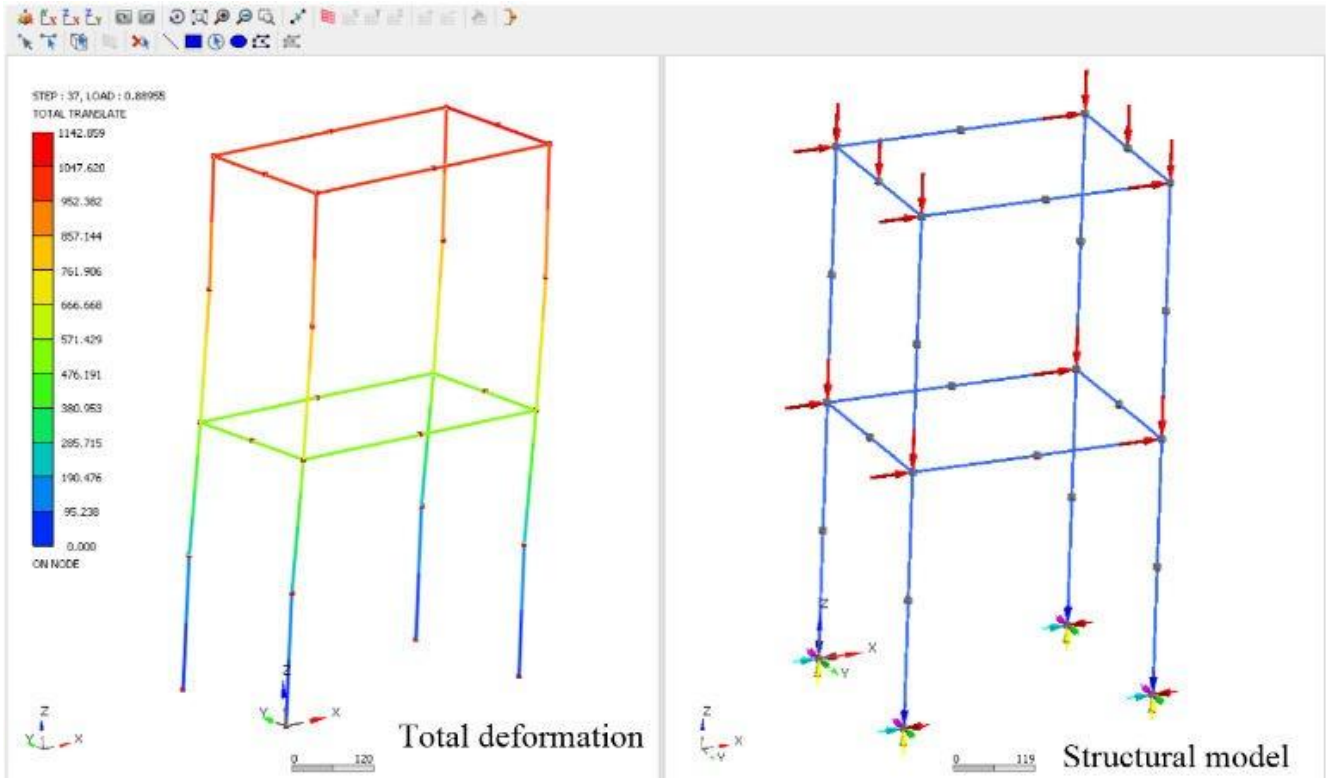 STEP : 37, LOAD : 0.88955
TOTAL TRANSLATE
1142.859
1047.620
952.382
857.144
761.906
666.668
571.429
476.191
380.953
285.715
190.476
95.238
0.000
ON NODE
Z
Y
X
Z
Y
X
0
120
Total deformation
Z
X
Y
Z
X
Y
0
119
Structural model